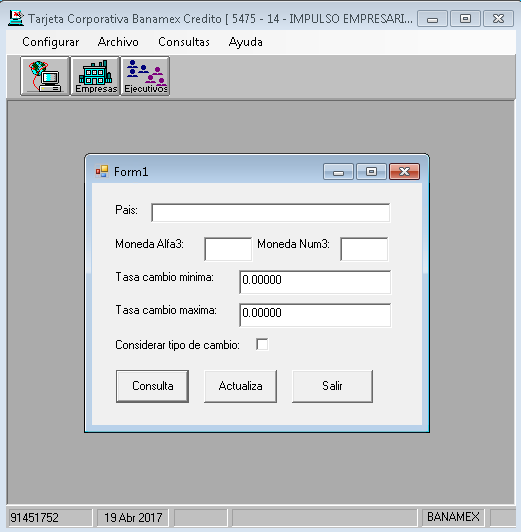 Tarjeta Corporativa Banamex Credito [ 5475 - 14 - IMPULSO EMPRESARI...
Configurar Archivo Consultas Ayuda
Empresas Ejecutivos
Form1
Pais:
Moneda Alfa3: Moneda Num3:
Tasa cambio minima: 0.00000
Tasa cambio maxima: 0.00000
Considerar tipo de cambio:
Consulta Actualiza Salir
91451752 19 Abr 2017 BANAMEX